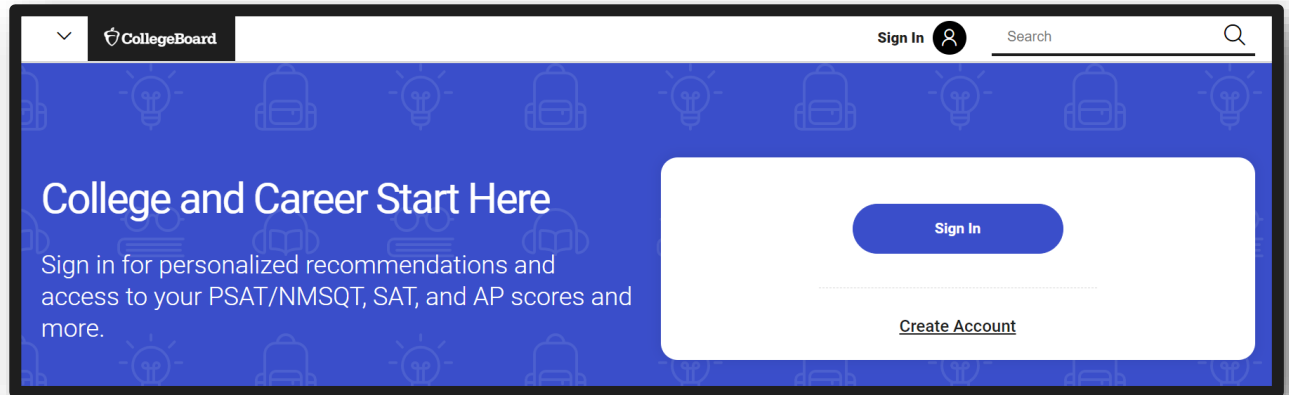 CollegeBoard
Sign In
Search
College and Career Start Here
Sign in for personalized recommendations and
access to your PSAT/NMSQT, SAT, and AP scores and
more.
Sign In
Create Account